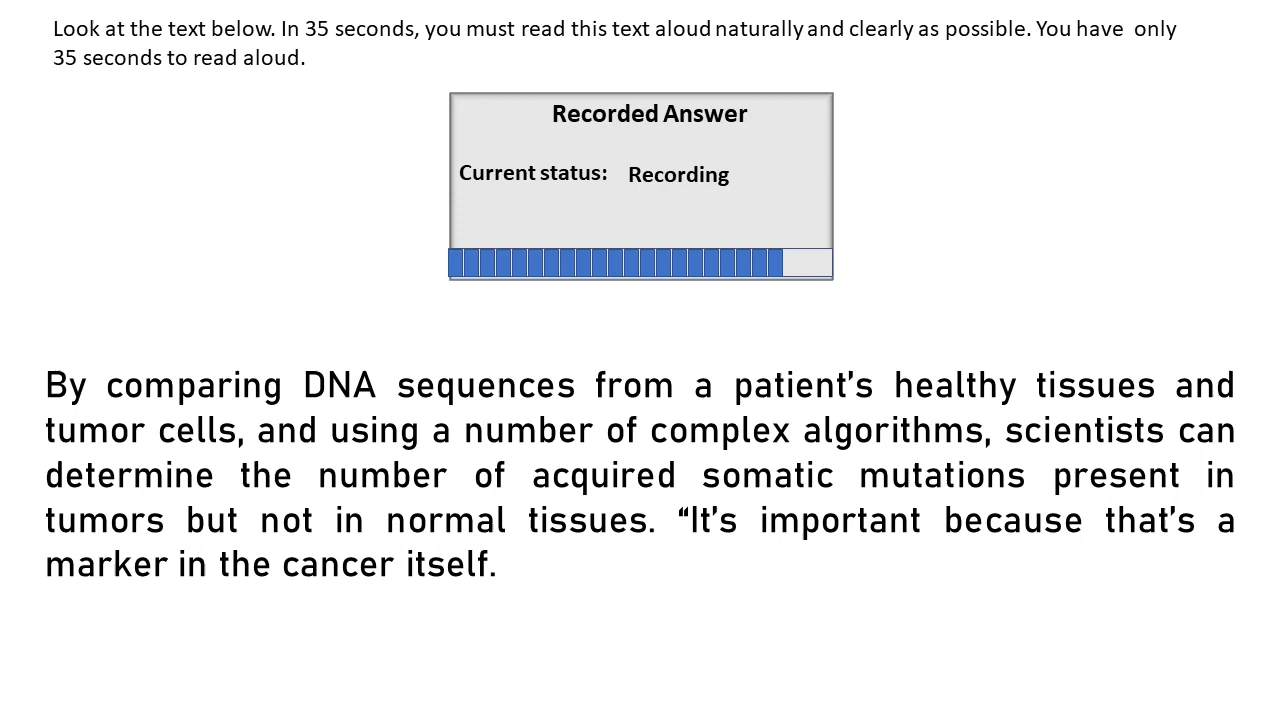 Look at the text below. In 35 seconds, you must read this text aloud naturally and clearly as possible. You have only
35 seconds to read aloud.
Recorded Answer
Current status: Recording
By comparing DNA sequences from a patient's healthy tissues and
tumor cells, and using a number of complex algorithms, scientists can
determine the number of acquired somatic mutations present in
tumors but not in normal tissues. “It's important because that's a
marker in the cancer itself.